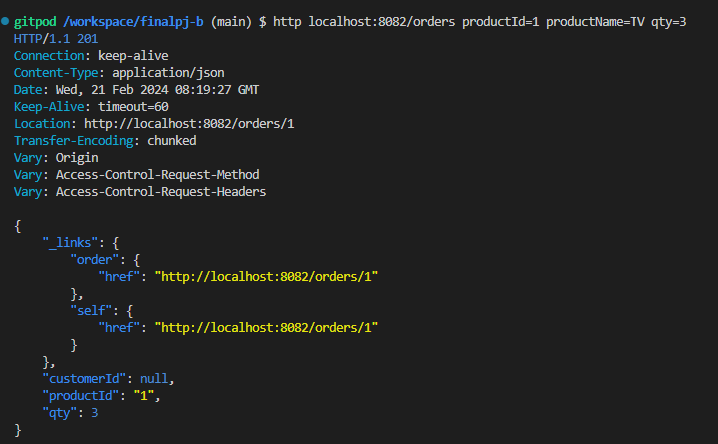 gitpod /workspace/finalpj-b (main) $ http localhost:8082/orders productId=1 productName=TV qty=3
HTTP/1.1 201
Connection: keep-alive
Content-Type: application/json
Date: Wed, 21 Feb 2024 08:19:27 GMT
Keep-Alive: timeout=60
Location: http://localhost:8082/orders/1
Transfer-Encoding: chunked
Vary: Origin
Vary: Access-Control-Request-Method
Vary: Access-Control-Request-Headers

{
    "_links": {
        "order": {
            "href": "http://localhost:8082/orders/1"
        },
        "self": {
            "href": "http://localhost:8082/orders/1"
        }
    },
    "customerId": null,
    "productId": "1",
    "qty": 3
}